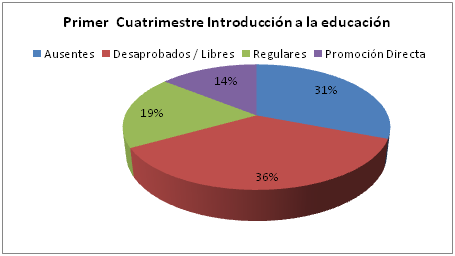 Primer  Cuatrimestre Introducción a la educación
Ausentes Desaprobados / Libres Regulares Promoción Directa
14%
31%
19%
36%